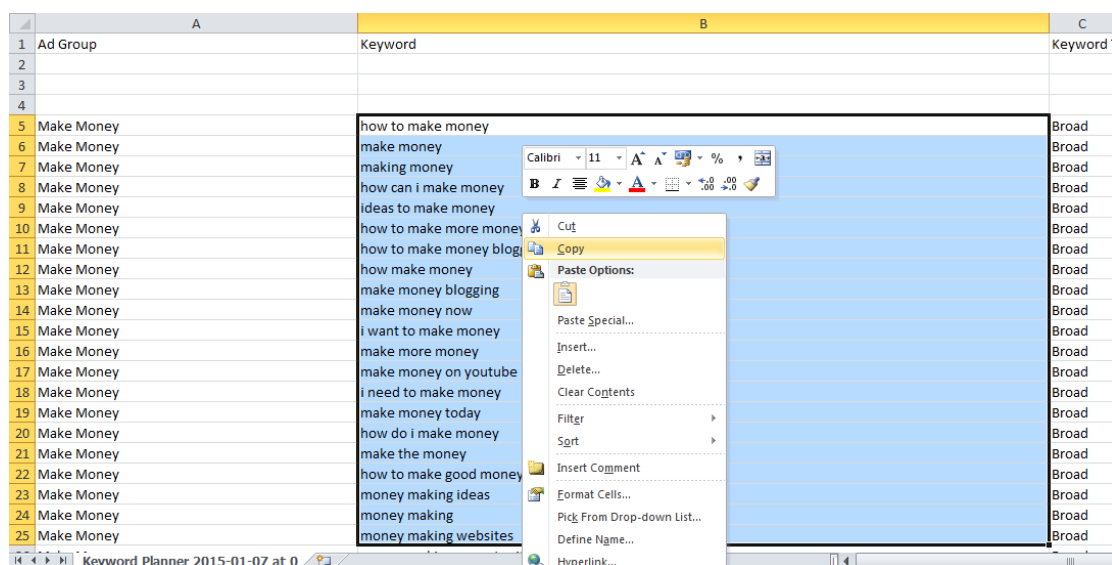 A B C
1 Ad Group Keyword Keyword
2
3
4
5 Make Money how to make money Broad
6 Make Money make money Broad
Calibri 11 A A % ,
7 Make Money making money Broad
8 Make Money how can i make money Broad
B I A .00 .00
9 Make Money ideas to make money Broad
10 Make Money how to make more money Broad
Cut
11 Make Money how to make money blog Broad
Copy
12 Make Money how make money Broad
Paste Options:
13 Make Money make money blogging Broad
14 Make Money make money now Broad
Paste Special...
15 Make Money i want to make money Broad
16 Make Money make more money Broad
Insert...
17 Make Money make money on youtube Broad
Delete...
18 Make Money i need to make money Broad
Clear Contents
19 Make Money make money today Broad
Filter
20 Make Money how do i make money Broad
Sort
21 Make Money make the money Broad
22 Make Money how to make good money Broad
Insert Comment
23 Make Money money making ideas Broad
Format Cells...
24 Make Money money making Broad
Pick From Drop-down List...
25 Make Money money making websites Broad
Define Name...
Keyword Planner 2015-01-07 at 0
Hyperlink...